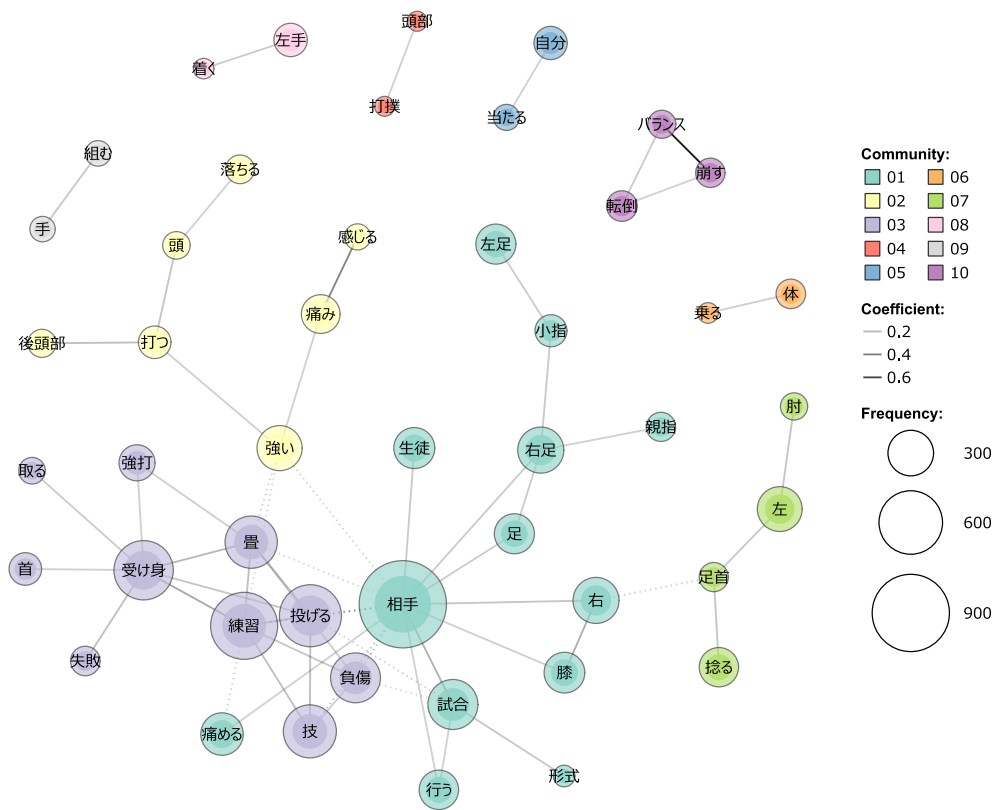 頭部
左手
自分
着く
打撲
当たる
バランス
組む
落ちる
崩す
転倒
手
頭
感じる
左足
体
乗る
痛み
小指
後頭部
打つ
肘
親指
強い
生徒
右足
強打
取る
左
足
畳
首
受け身
足首
相手
右
投げる
練習
失敗
捻る
膝
負傷
試合
技
痛める
形式
行う
Community:
01
02
03
04
05
06
07
08
09
10
Coefficient:
0.2
0.4
0.6
Frequency:
300
600
900